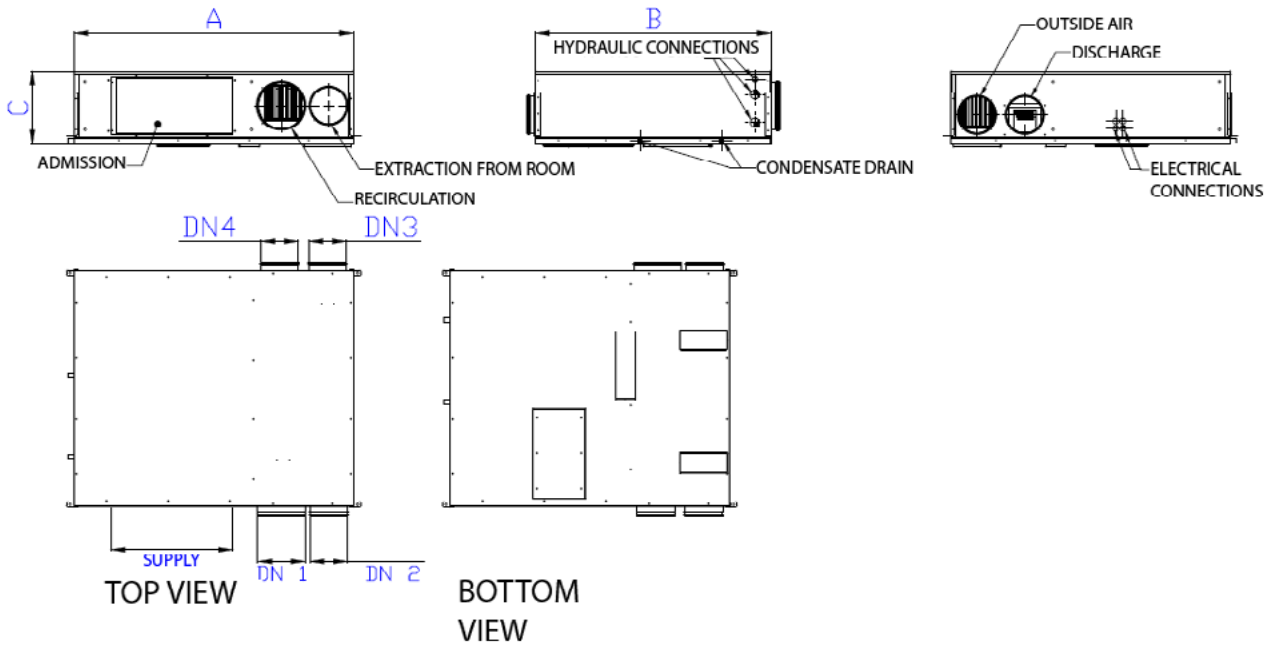 A
B
C
HYDRAULIC CONNECTIONS
OUTSIDE AIR
DISCHARGE
ADMISSION
EXTRACTION FROM ROOM
RECIRCULATION
CONDENSATE DRAIN
ELECTRICAL
CONNECTIONS
DN4
DN3
SUPPLY
DN 1
DN 2
TOP VIEW
BOTTOM
VIEW